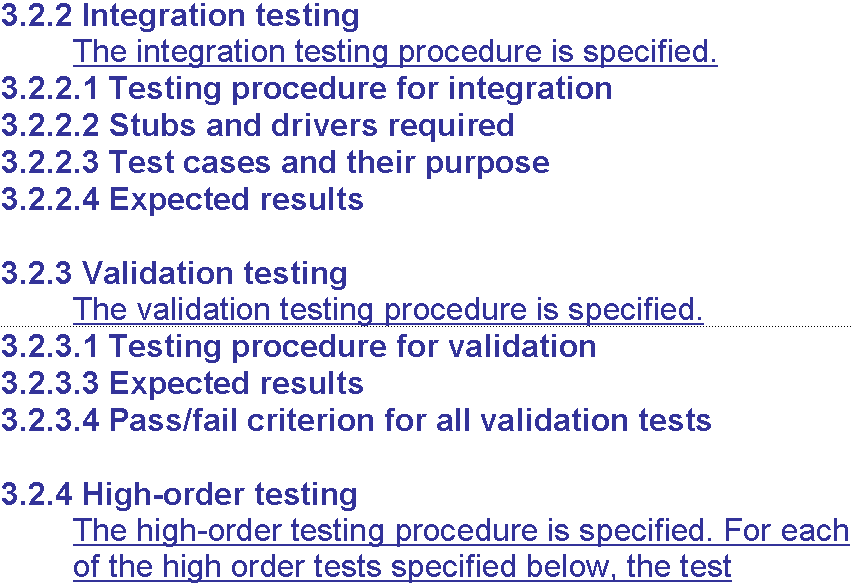 3.2.2 Integration testing
The integration testing procedure is specified.
3.2.2.1 Testing procedure for integration
3.2.2.2 Stubs and drivers required
3.2.2.3 Test cases and their purpose
3.2.2.4 Expected results
3.2.3 Validation testing
The validation testing procedure is specified.
3.2.3.1 Testing procedure for validation
3.2.3.3 Expected results
3.2.3.4 Pass/fail criterion for all validation tests
3.2.4 High-order testing
The high-order testing procedure is specified. For each
of the high order tests specified below, the test